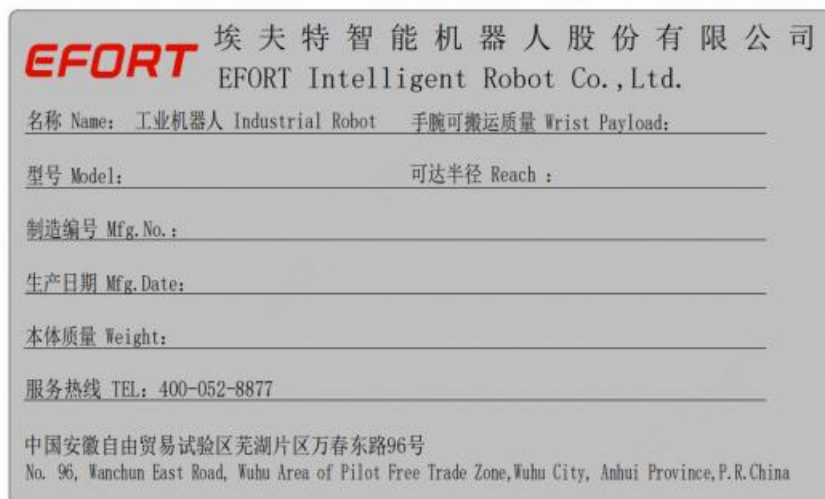 EFORT 埃夫特智能机器人股份有限公司
EFORT Intelligent Robot Co.,Ltd.
名称 Name: 工业机器人 Industrial Robot 手腕可搬运质量 Wrist Payload:
型号 Model: 可达半径 Reach :
制造编号 Mfg.No.:
生产日期 Mfg.Date:
本体质量 Weight:
服务热线 TEL: 400-052-8877
中国安徽自由贸易试验区芜湖片区万春东路96号
No. 96, Wanchun East Road, Wuhu Area of Pilot Free Trade Zone,Wuhu City, Anhui Province,P.R.China